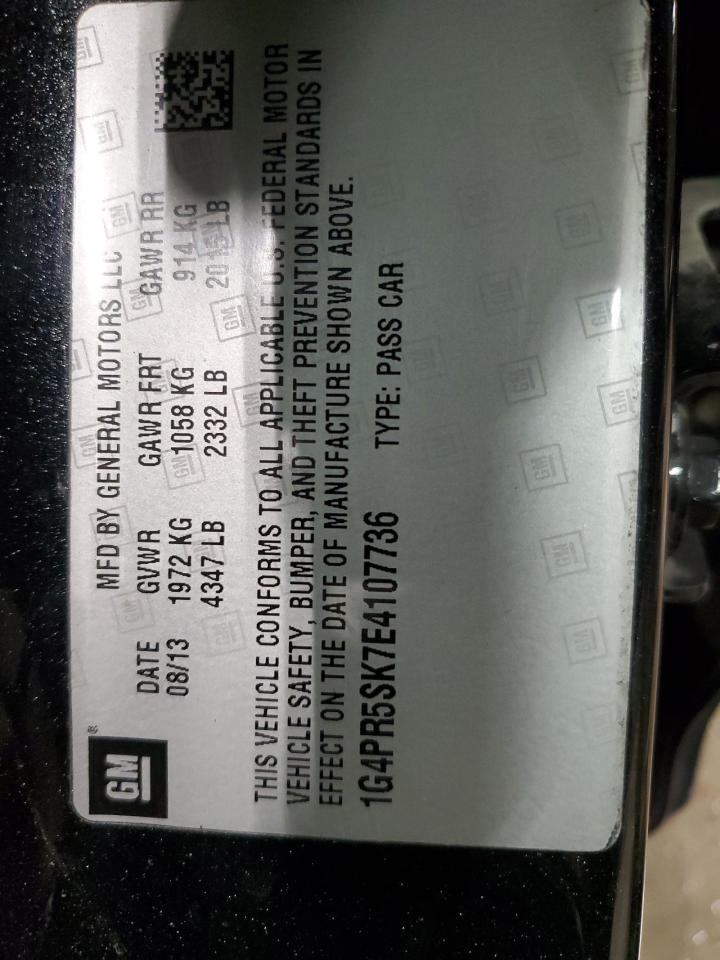 GM®
MFD BY GENERAL MOTORS LLC
DATE GVWR GAWR FRT GAWR RR
08/13 1972 KG 1058 KG 914 KG
4347 LB 2332 LB 2015 LB
THIS VEHICLE CONFORMS TO ALL APPLICABLE U.S. FEDERAL MOTOR
VEHICLE SAFETY, BUMPER, AND THEFT PREVENTION STANDARDS IN
EFFECT ON THE DATE OF MANUFACTURE SHOWN ABOVE.
1G4PR5SK7E4107736 TYPE: PASS CAR